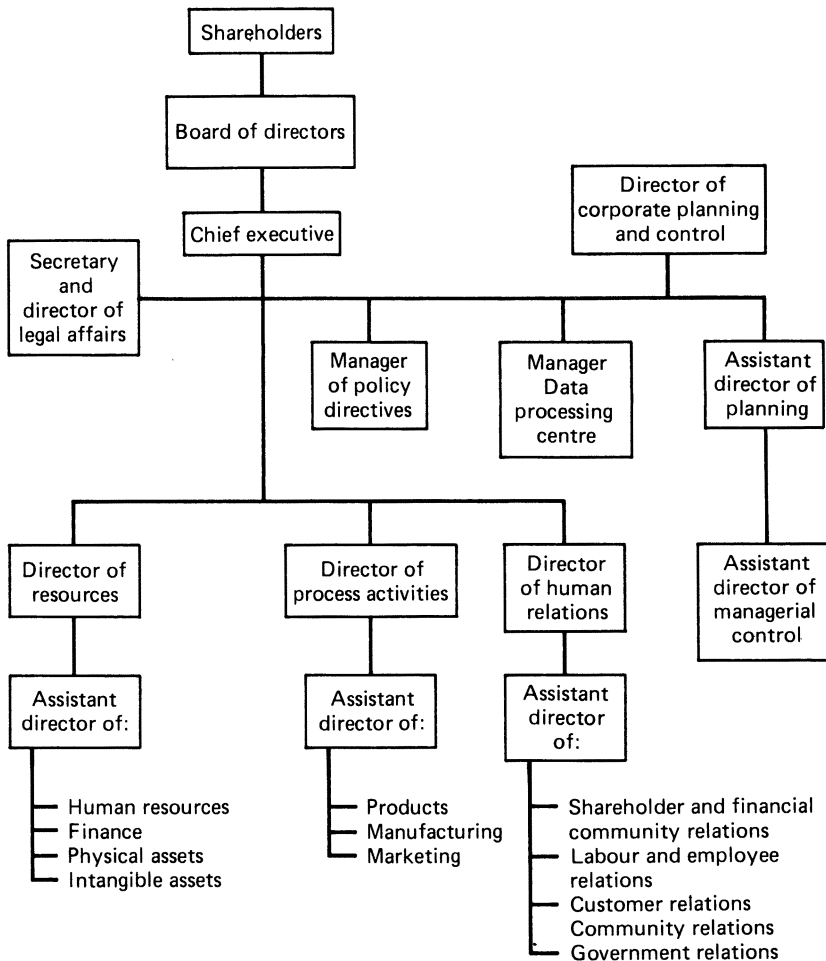 Shareholders
Board of directors
Chief executive
Director of
corporate planning
and control
Secretary
and
director of
legal affairs
Manager
of policy
directives
Manager
Data
processing
centre
Assistant
director of
planning
Director of
resources
Director of
process activities
Director
of human
relations
Assistant
director of
managerial
control
Assistant
director of:
Assistant
director of:
Assistant
director
of:
Human resources
Finance
Physical assets
Intangible assets
Products
Manufacturing
Marketing
Shareholder and financial
community relations
Labour and employee
relations
Customer relations
Community relations
Government relations